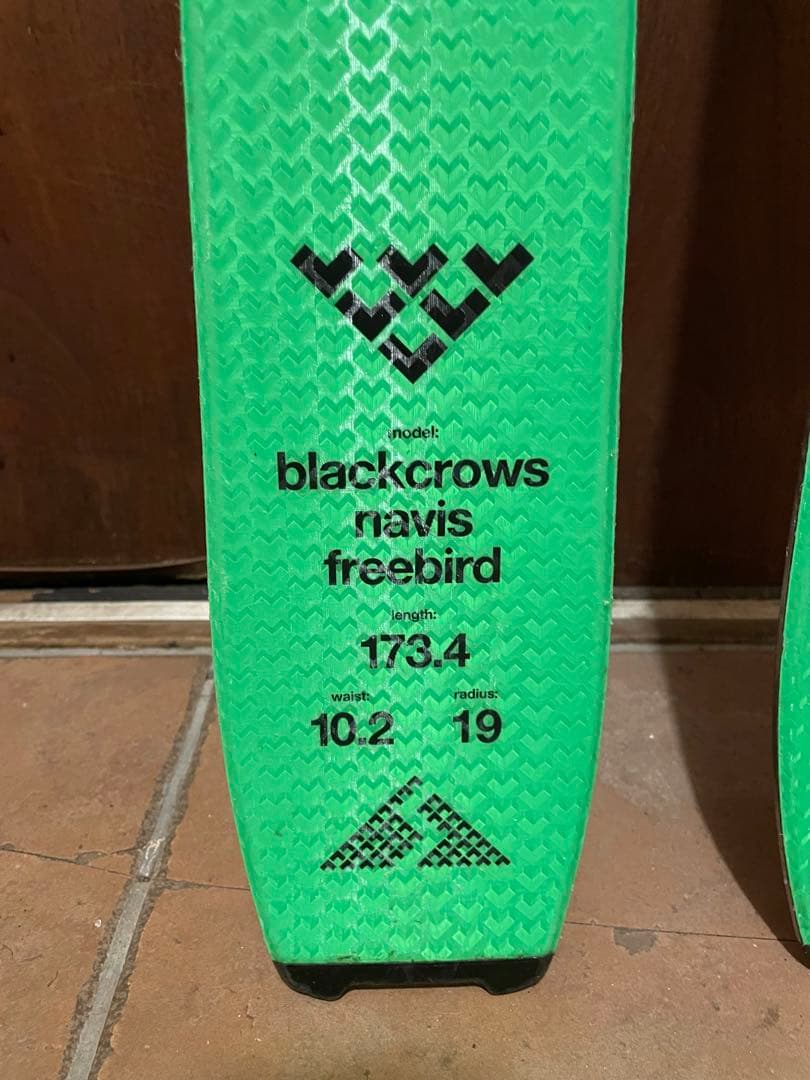 model:
blackcrows
navis
freebird
length:
173.4
waist: radius:
10.2 19